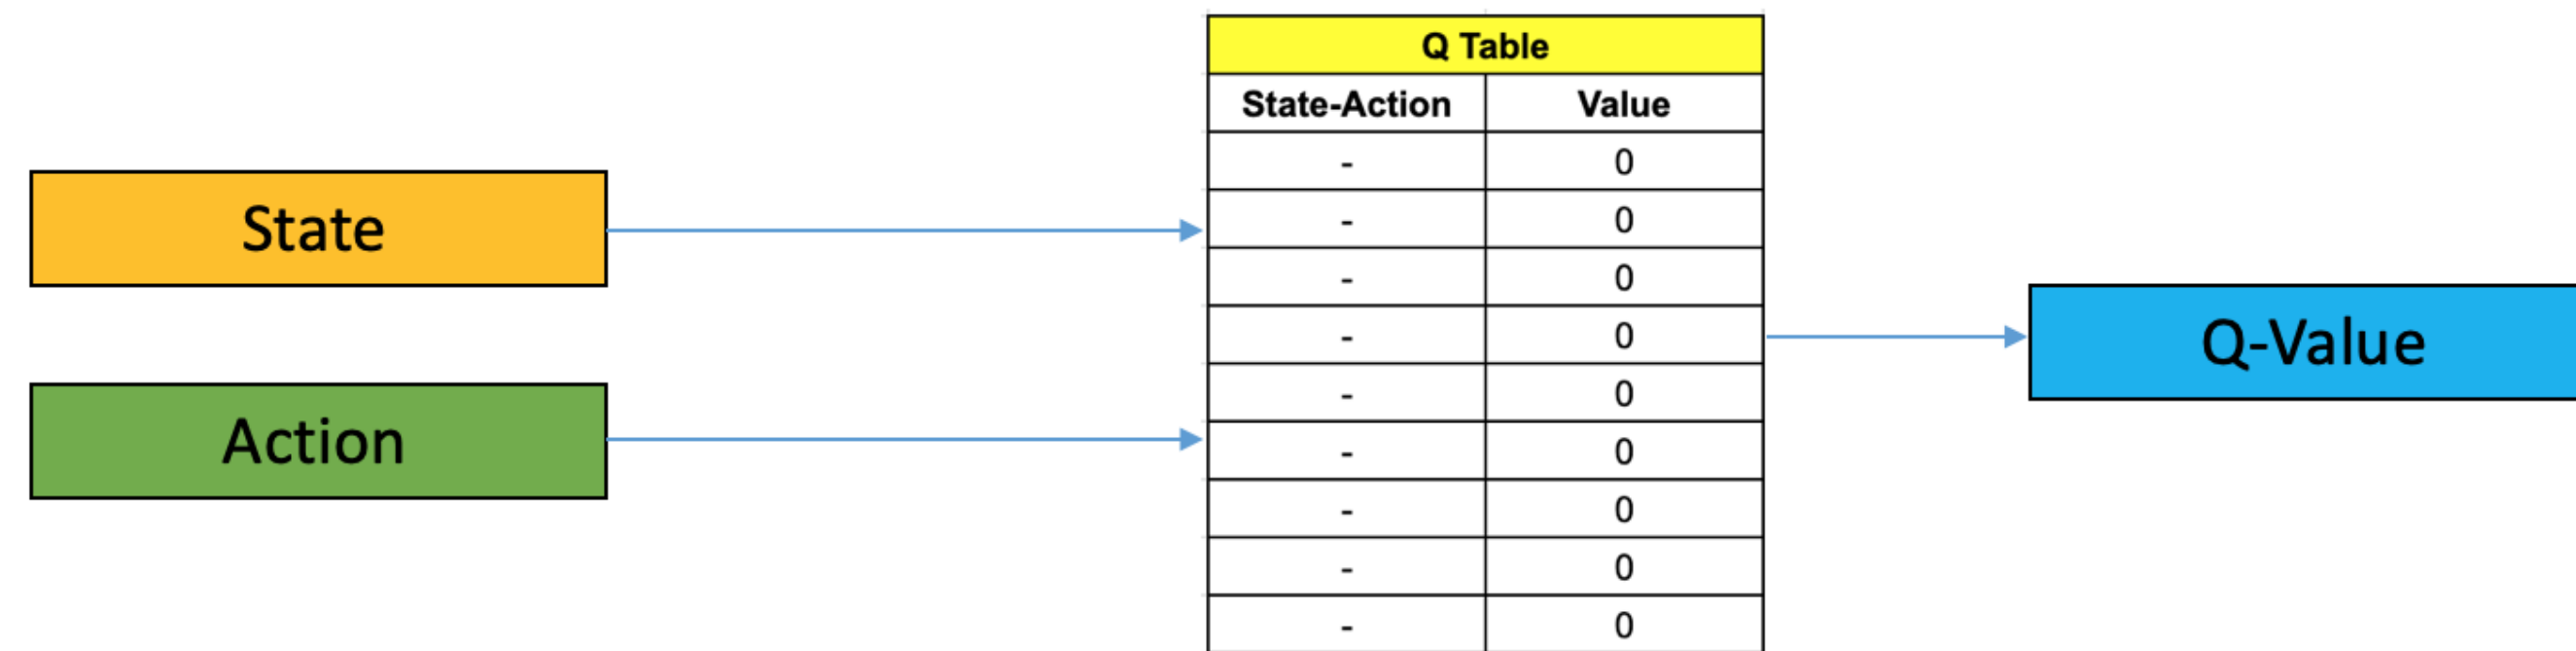 State
Action
Q Table
State-Action Value
- 0
- 0
- 0
- 0
- 0
- 0
- 0
- 0
- 0
Q-Value